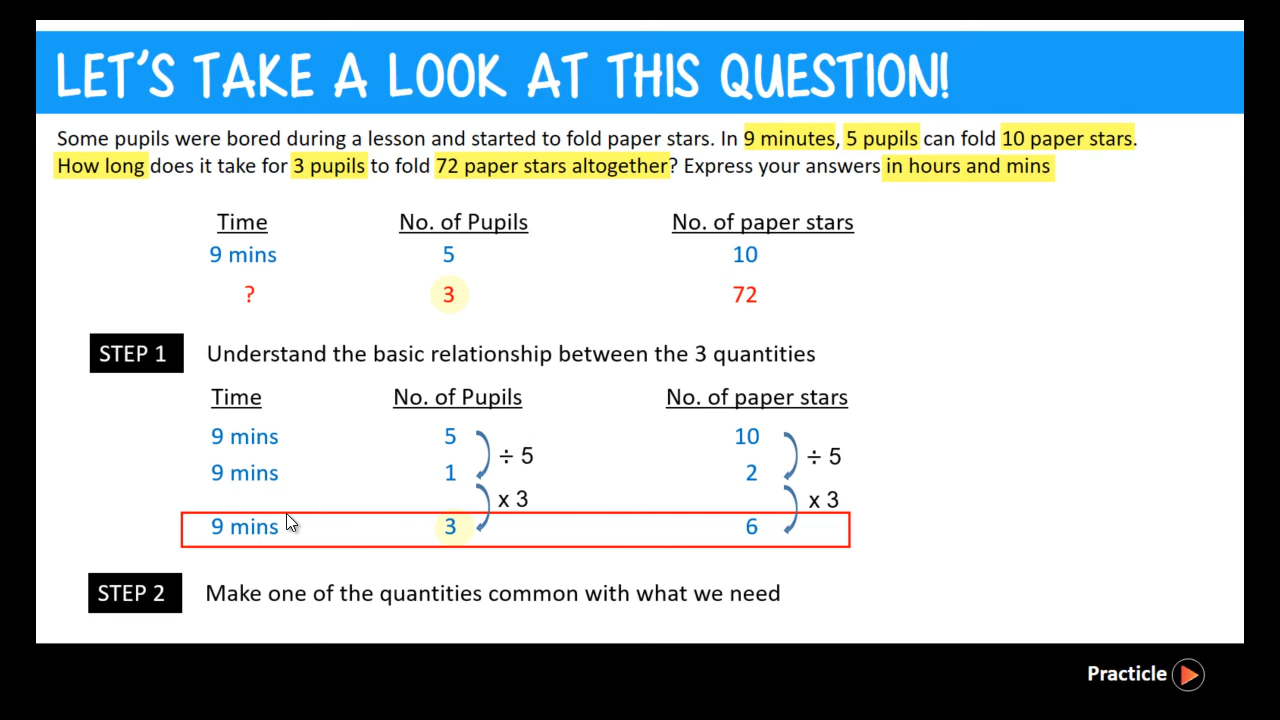 LET'S TAKE A LOOK AT THIS QUESTION!
Some pupils were bored during a lesson and started to fold paper stars. In 9 minutes, 5 pupils can fold 10 paper stars.
How long does it take for 3 pupils to fold 72 paper stars altogether? Express your answers in hours and mins
Time No. of Pupils No. of paper stars
9 mins 5 10
? 3 72
STEP 1 Understand the basic relationship between the 3 quantities
Time No. of Pupils No. of paper stars
9 mins 5 10
÷ 5 ÷ 5
9 mins 1 2
x 3 x 3
9 mins 3 6
STEP 2 Make one of the quantities common with what we need
Practicle